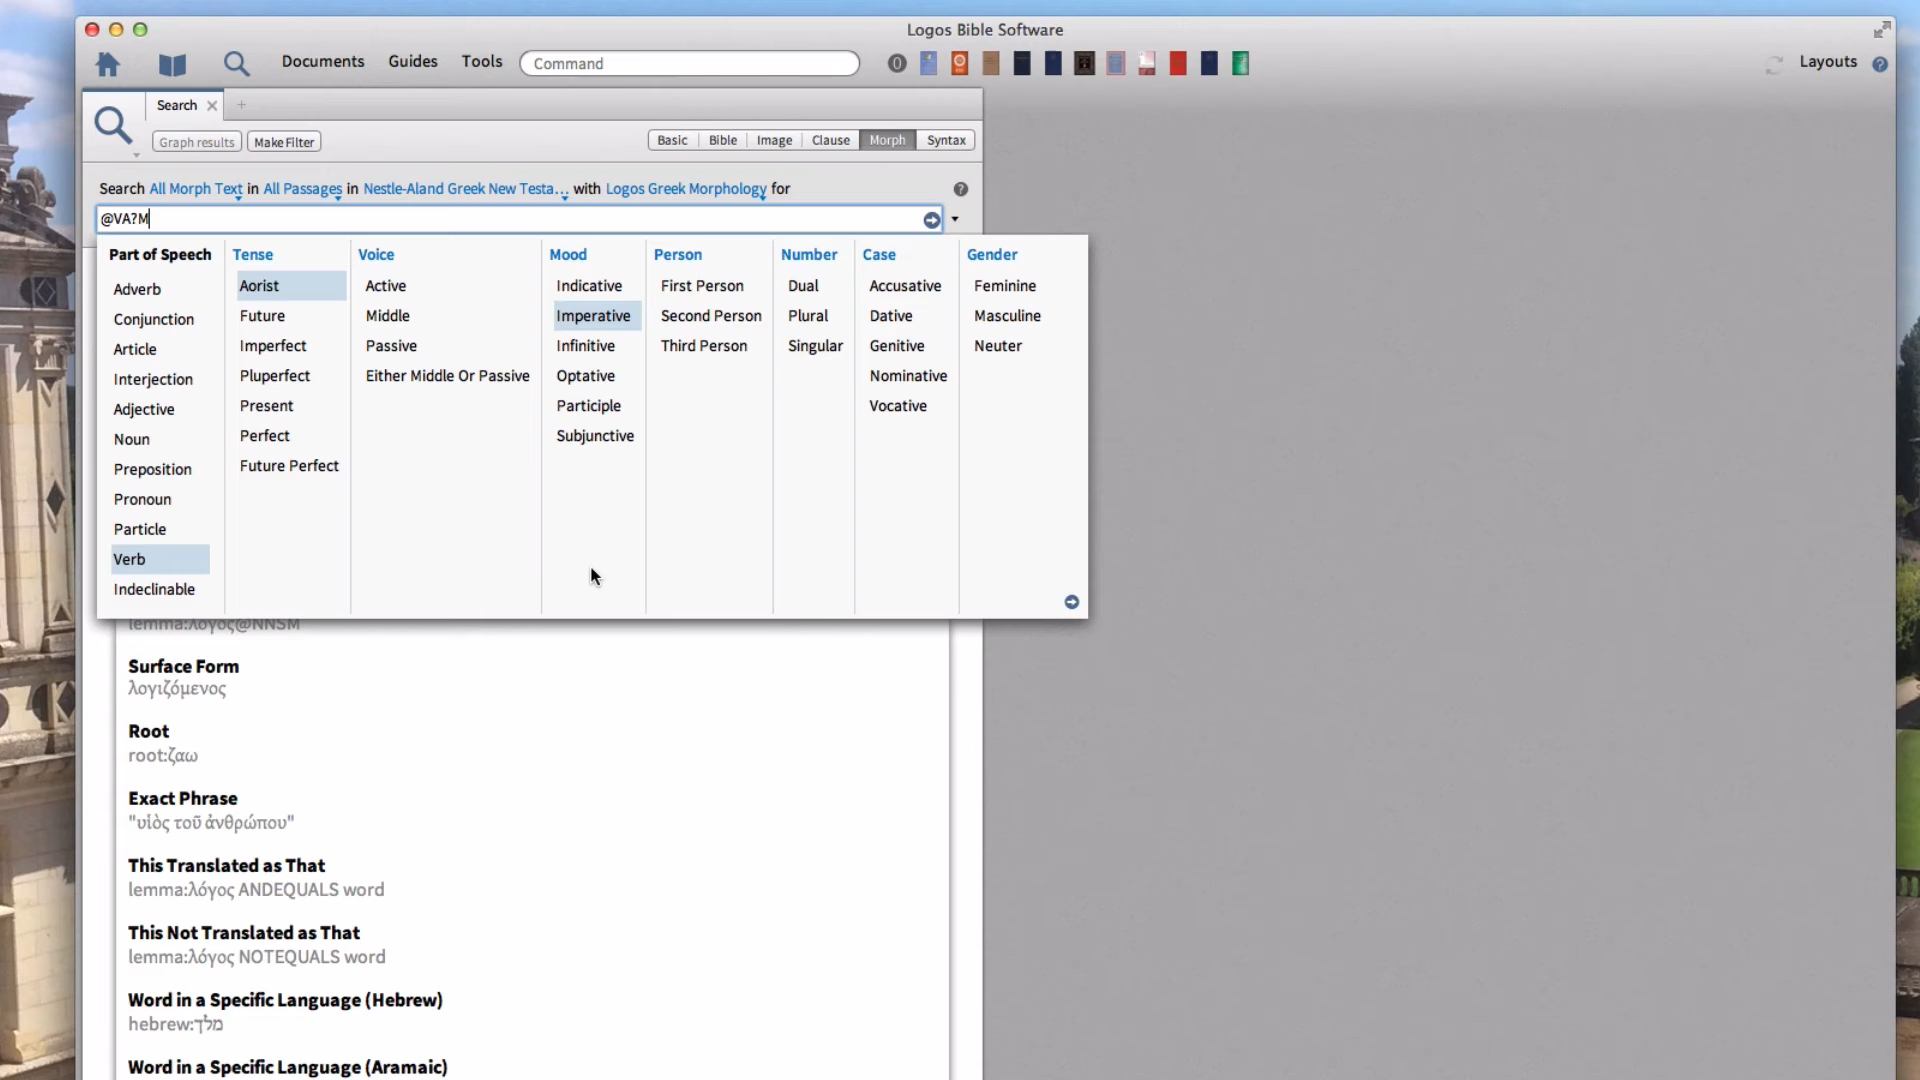 Logos Bible Software
Documents Guides Tools Command Layouts
Search
Graph results Make Filter Basic Bible Image Clause Morph Syntax
Search All Morph Text in All Passages in Nestle-Aland Greek New Testa... with Logos Greek Morphology for
@VA?M
Part of Speech
Adverb
Conjunction
Article
Interjection
Adjective
Noun
Preposition
Pronoun
Particle
Verb
Indeclinable
Tense
Aorist
Future
Imperfect
Pluperfect
Present
Perfect
Future Perfect
Voice
Active
Middle
Passive
Either Middle Or Passive
Mood
Indicative
Imperative
Infinitive
Optative
Participle
Subjunctive
Person
First Person
Second Person
Third Person
Number
Dual
Plural
Singular
Case
Accusative
Dative
Genitive
Nominative
Vocative
Gender
Feminine
Masculine
Neuter
lemma:λόγος@NNSM
Surface Form
λογιζόμενος
Root
root:ζαω
Exact Phrase
"υἱὸς τοῦ ἀνθρώπου"
This Translated as That
lemma:λόγος ANDEQUALS word
This Not Translated as That
lemma:λόγος NOTEQUALS word
Word in a Specific Language (Hebrew)
hebrew:מלך
Word in a Specific Language (Aramaic)